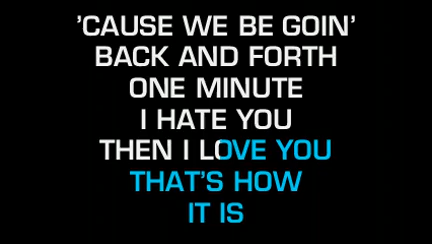 ’CAUSE WE BE GOIN’
BACK AND FORTH
ONE MINUTE
I HATE YOU
THEN I LOVE YOU
THAT’S HOW
IT IS